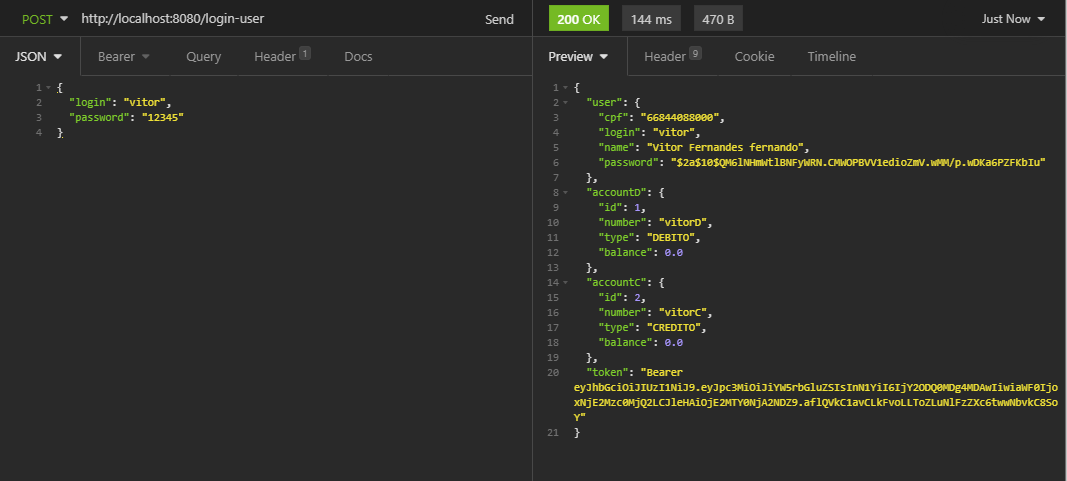 POST http://localhost:8080/login-user Send
200 OK 144 ms 470 B Just Now
JSON Bearer Query Header 1 Docs
Preview Header 9 Cookie Timeline
1 {
2 "login": "vitor",
3 "password": "12345"
4 }
1 {
2 "user": {
3 "cpf": "66844088000",
4 "login": "vitor",
5 "name": "Vitor Fernandes fernando",
6 "password": "$2a$10$QM6lNHmWtlBNFyWRN.CMWOPBVV1edioZmV.wMM/p.wDKa6PZFKbIu"
7 },
8 "accountD": {
9 "id": 1,
10 "number": "vitorD",
11 "type": "DEBITO",
12 "balance": 0.0
13 },
14 "accountC": {
15 "id": 2,
16 "number": "vitorC",
17 "type": "CREDITO",
18 "balance": 0.0
19 },
20 "token": "Bearer
eyJhbGciOiJIUzI1NiJ9.eyJpc3MiOiJiYW5rbGluZSIsInN1YiI6IjY2ODQ0MDg4MDAwIiwiaWF0Ijo
xNjE2Mzc0MjQ2LCJleHAiOjE2MTY0NjA2NDZ9.aflQVkC1avCLkFvoLLToZLuNlFzZXc6twwNbvkC8So
Y"
21 }